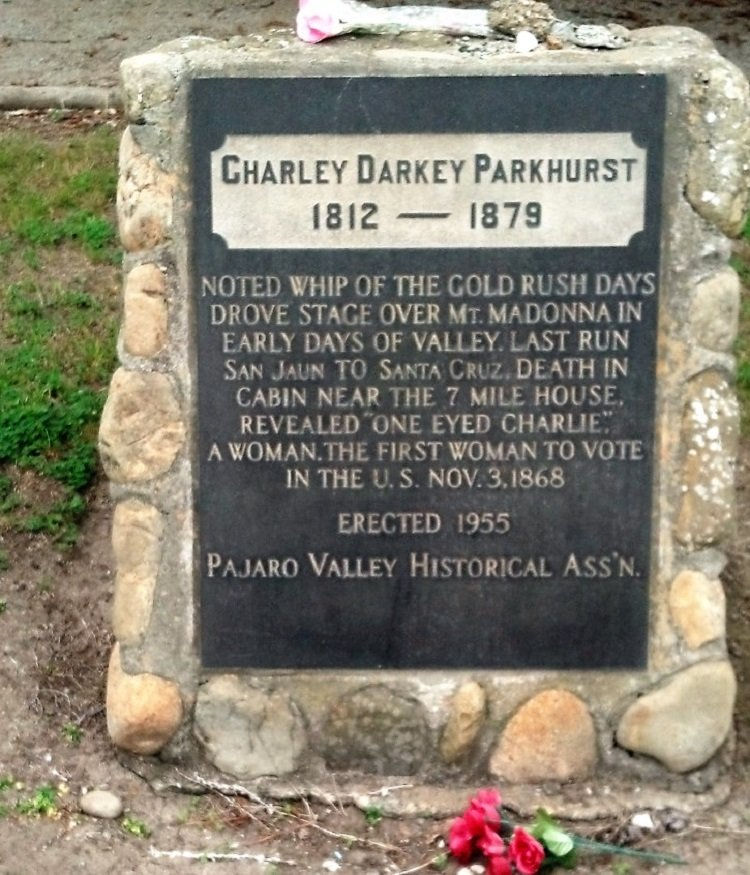 CHARLEY DARKEY PARKHURST
1812 — 1879
NOTED WHIP OF THE GOLD RUSH DAYS
DROVE STAGE OVER MT. MADONNA IN
EARLY DAYS OF VALLEY. LAST RUN
SAN JAUN TO SANTA CRUZ. DEATH IN
CABIN NEAR THE 7 MILE HOUSE,
REVEALED "ONE EYED CHARLIE".
A WOMAN. THE FIRST WOMAN TO VOTE
IN THE U. S. NOV. 3, 1868
ERECTED 1955
PAJARO VALLEY HISTORICAL ASS'N.